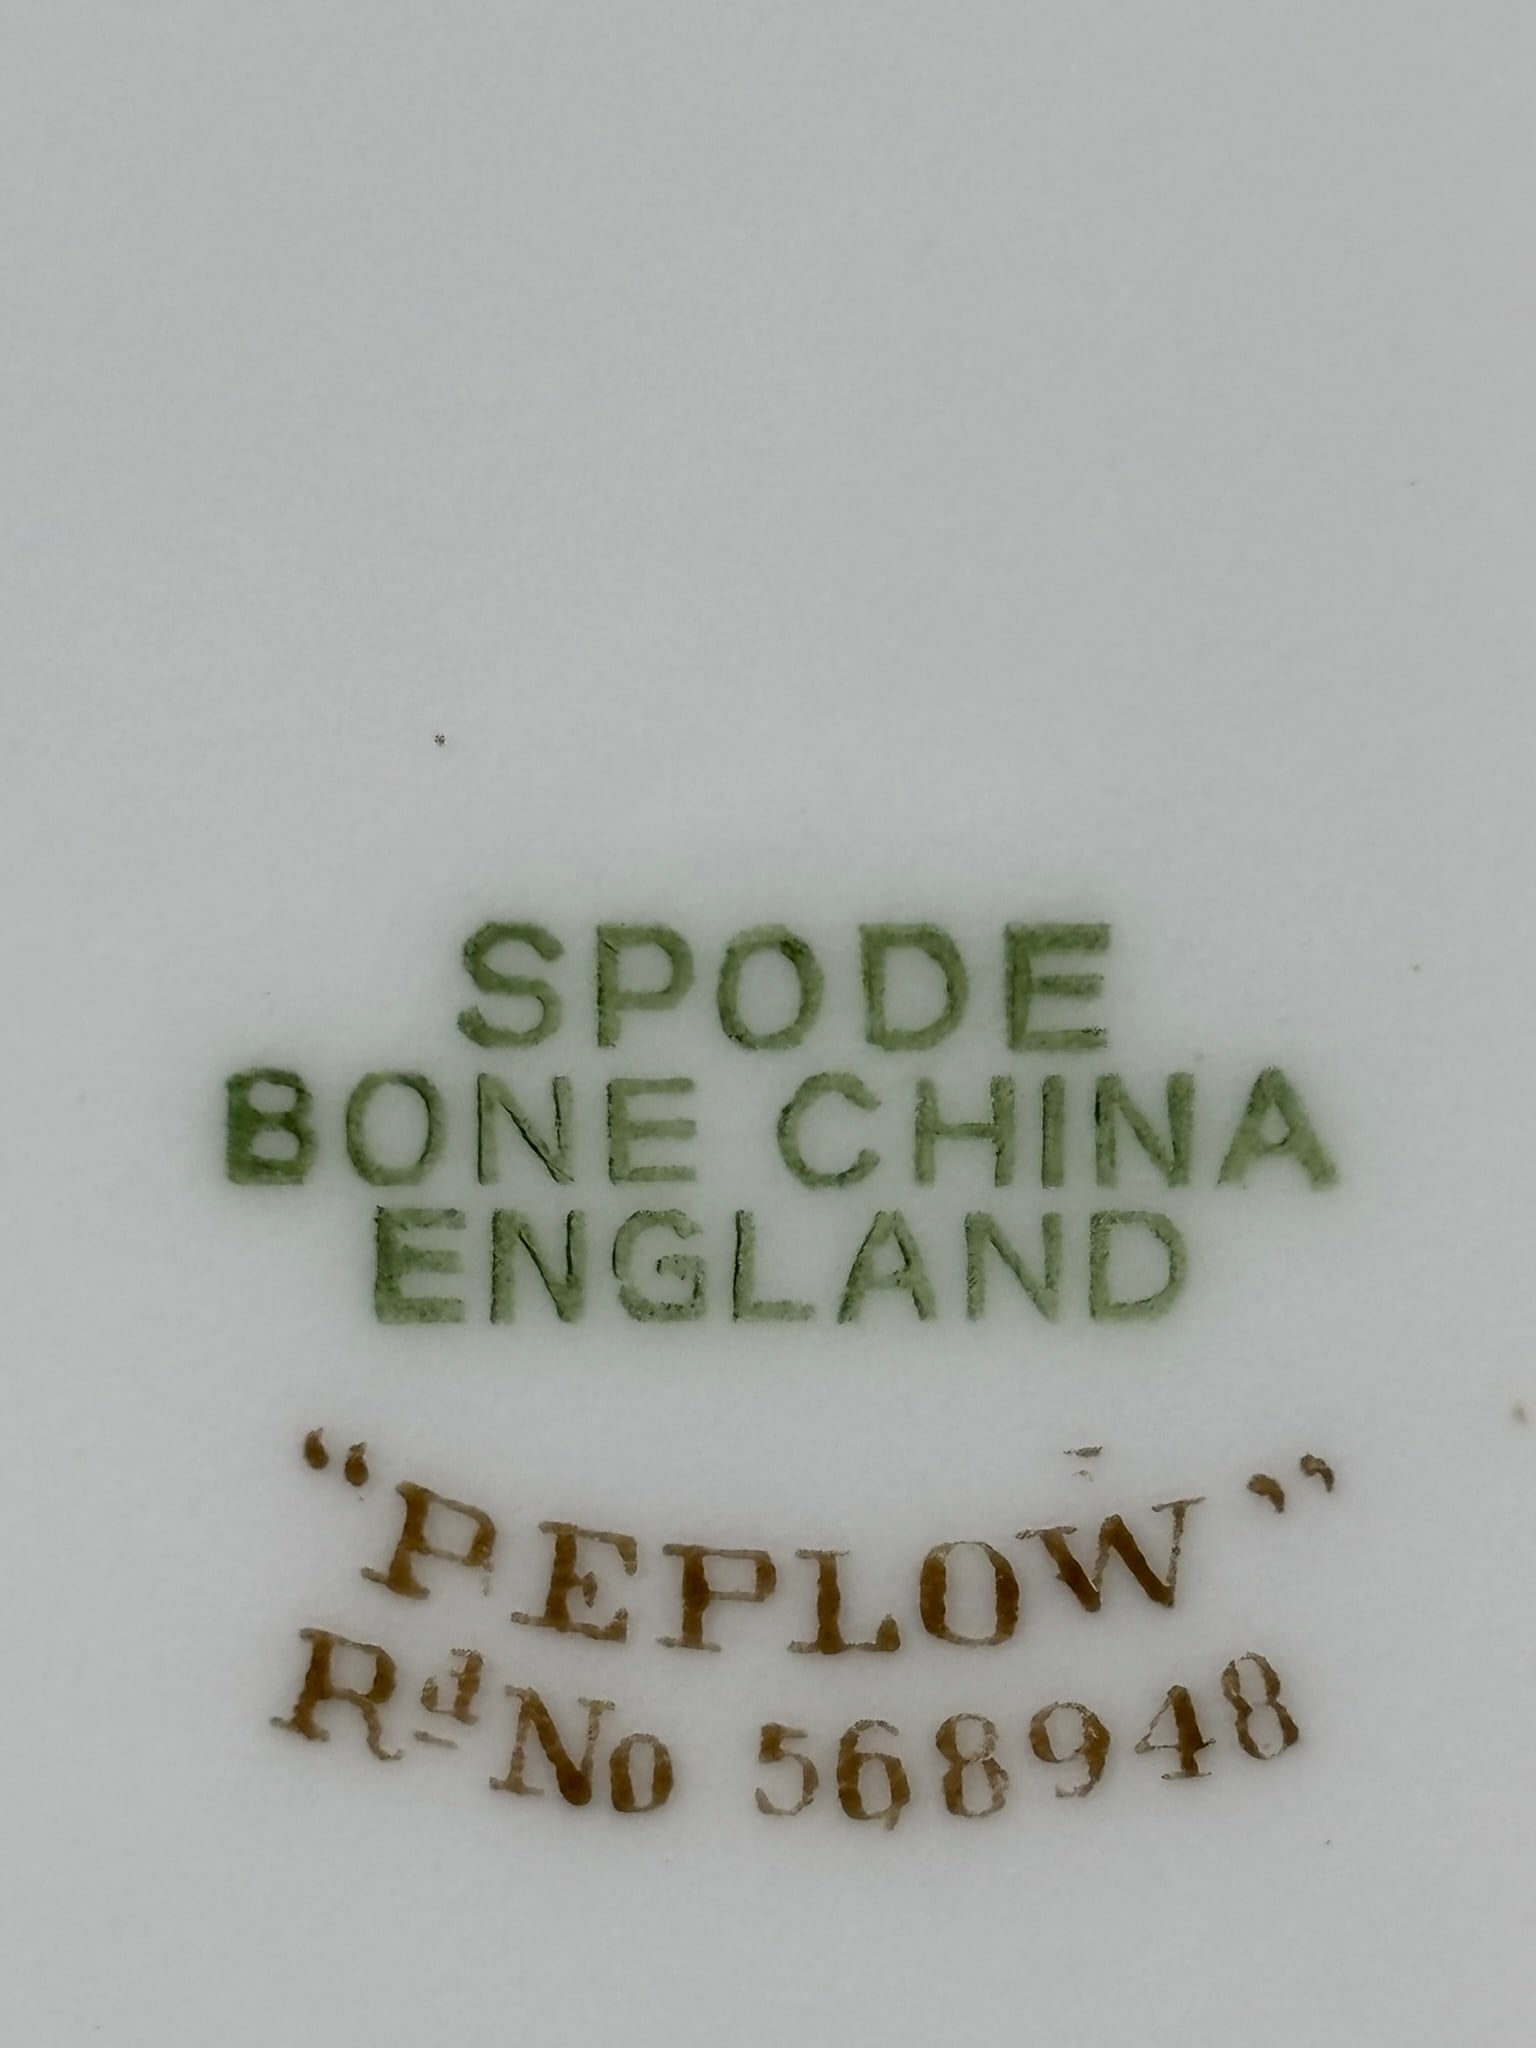 SPODE
BONE CHINA
ENGLAND
“PEPLOW”
Rd No 568948